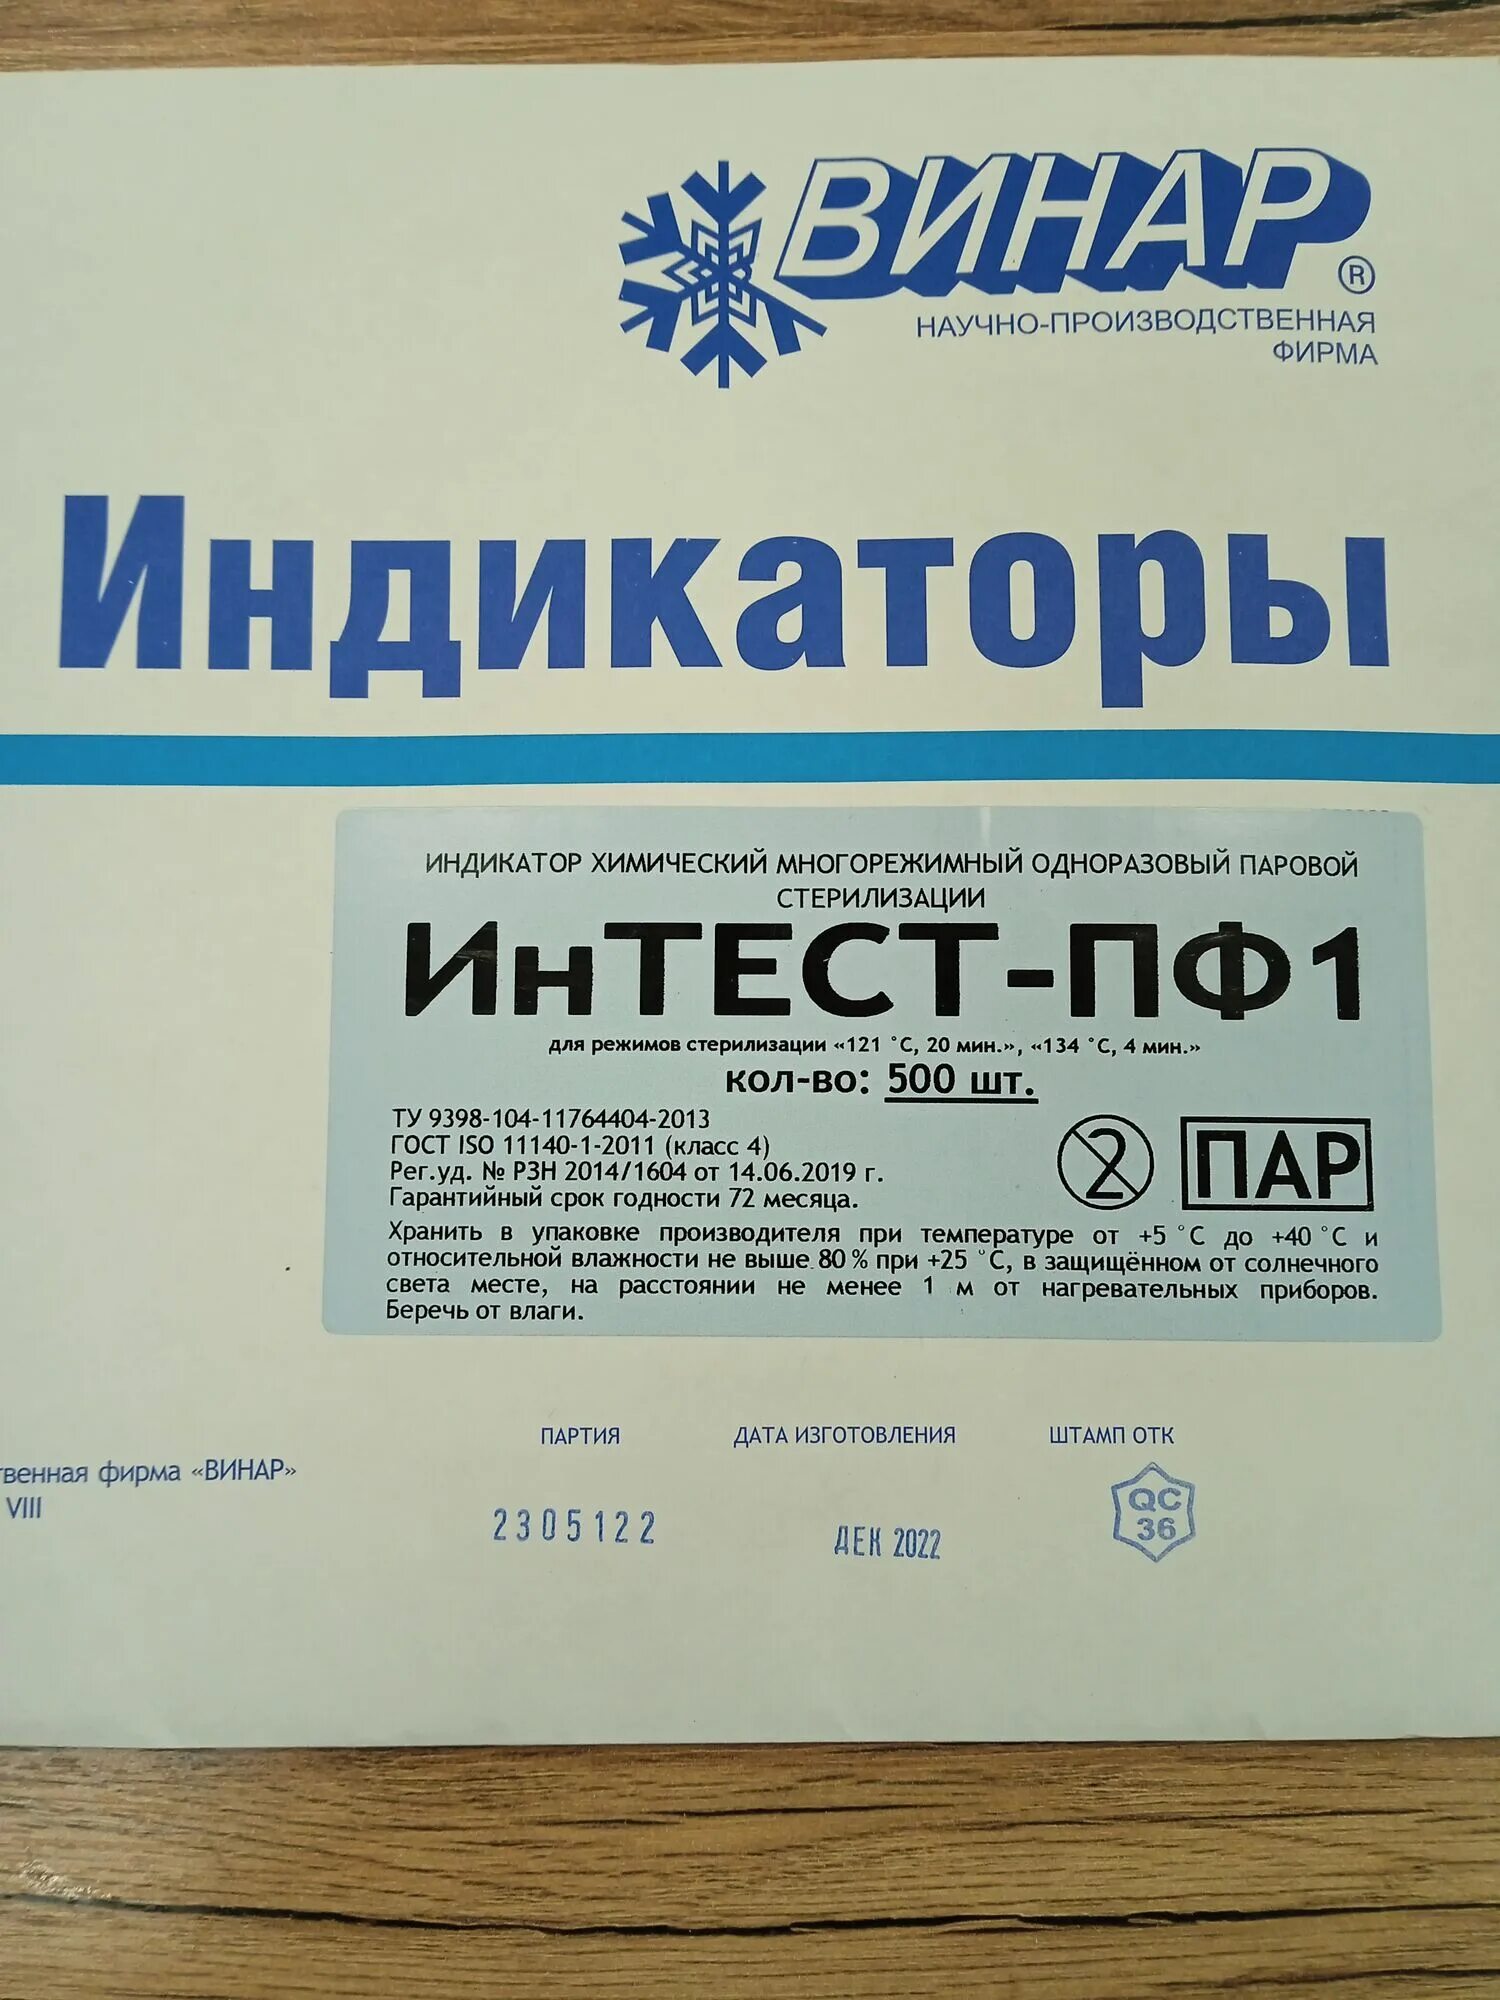 ВИНАР®
НАУЧНО-ПРОИЗВОДСТВЕННАЯ
ФИРМА
Индикаторы
ИНДИКАТОР ХИМИЧЕСКИЙ МНОГОРЕЖИМНЫЙ ОДНОРАЗОВЫЙ ПАРОВОЙ
СТЕРИЛИЗАЦИИ
ИнТЕСТ-ПФ1
для режимов стерилизации «121 °С, 20 мин.», «134 °С, 4 мин.»
кол-во: 500 шт.
ТУ 9398-104-11764404-2013
ГОСТ ISO 11140-1-2011 (класс 4)
Рег.уд. № РЗН 2014/1604 от 14.06.2019 г.
Гарантийный срок годности 72 месяца.
2
ПАР
Хранить в упаковке производителя при температуре от +5 °С до +40 °С и
относительной влажности не выше 80 % при +25 °С, в защищённом от солнечного
света месте, на расстоянии не менее 1 м от нагревательных приборов.
Беречь от влаги.
ПАРТИЯ ДАТА ИЗГОТОВЛЕНИЯ ШТАМП ОТК
твенная фирма «ВИНАР»
VIII
2305122 ДЕК 2022
QC
36